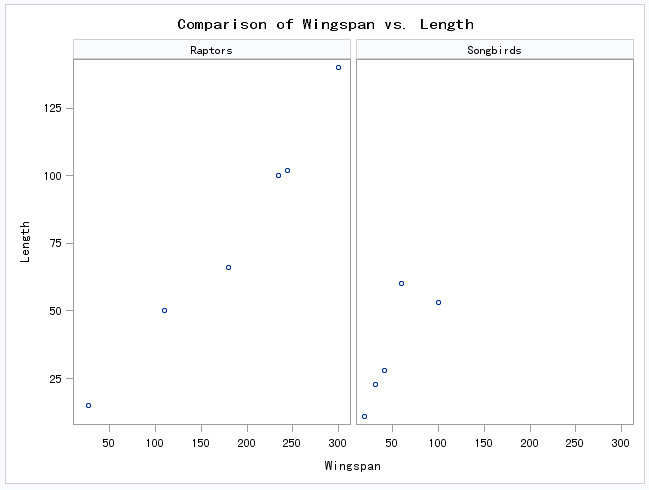 Comparison of Wingspan vs. Length
Raptors Songbirds
125
100
75
50
25
Length
50 100 150 200 250 300 50 100 150 200 250 300
Wingspan